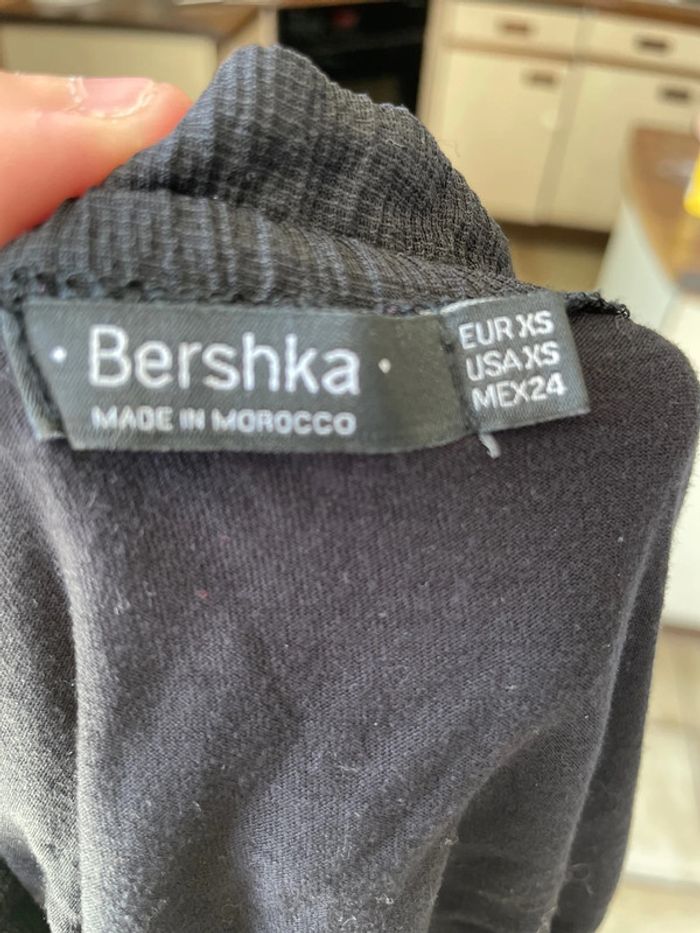 · Bershka ·
MADE IN MOROCCO
EUR XS
USA XS
MEX24